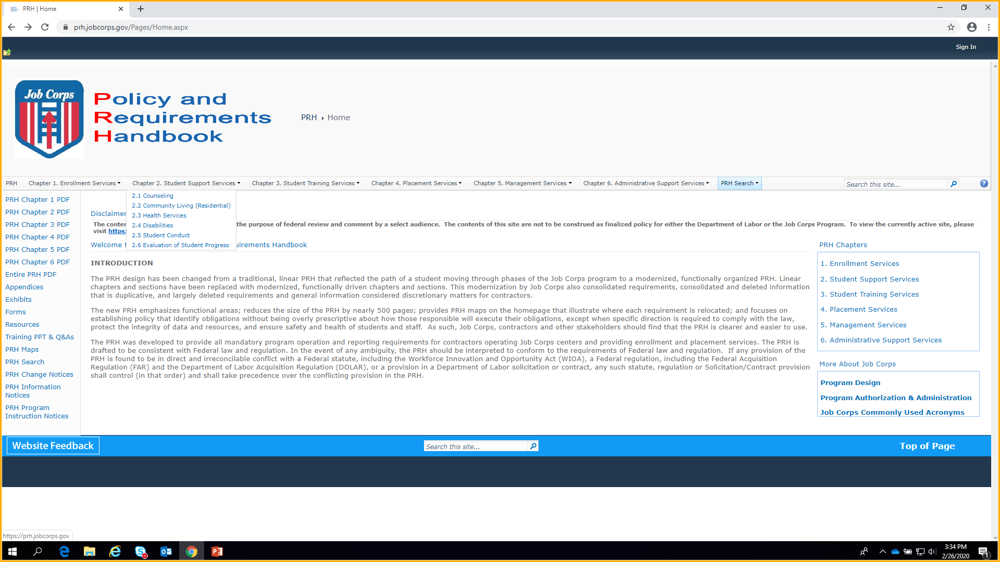 PRH | Home
prh.jobcorps.gov/Pages/Home.aspx
Sign In
Job Corps
Policy and
Requirements
Handbook
PRH Home
PRH Chapter 1. Enrollment Services Chapter 2. Student Support Services Chapter 3. Student Training Services Chapter 4. Placement Services Chapter 5. Management Services Chapter 6. Administrative Support Services PRH Search Search this site...
2.1 Counseling
2.2 Community Living (Residential)
2.3 Health Services
2.4 Disabilities
2.5 Student Conduct
2.6 Evaluation of Student Progress
PRH Chapter 1 PDF
PRH Chapter 2 PDF
PRH Chapter 3 PDF
PRH Chapter 4 PDF
PRH Chapter 5 PDF
PRH Chapter 6 PDF
Entire PRH PDF
Appendices
Exhibits
Forms
Resources
Training PPT & Q&As
PRH Maps
PRH Search
PRH Change Notices
PRH Information
Notices
PRH Program
Instruction Notices
Disclaimer
The conten the purpose of federal review and comment by a select audience. The contents of this site are not to be construed as finalized policy for either the Department of Labor or the Job Corps Program. To view the currently active site, please
visit https:
Welcome t uirements Handbook
INTRODUCTION
The PRH design has been changed from a traditional, linear PRH that reflected the path of a student moving through phases of the Job Corps program to a modernized, functionally organized PRH. Linear
chapters and sections have been replaced with modernized, functionally driven chapters and sections. This modernization by Job Corps also consolidated requirements, consolidated and deleted information
that is duplicative, and largely deleted requirements and general information considered discretionary matters for contractors.
The new PRH emphasizes functional areas; reduces the size of the PRH by nearly 500 pages; provides PRH maps on the homepage that illustrate where each requirement is relocated; and focuses on
establishing policy that identify obligations without being overly prescriptive about how those responsible will execute their obligations, except when specific direction is required to comply with the law,
protect the integrity of data and resources, and ensure safety and health of students and staff. As such, Job Corps, contractors and other stakeholders should find that the PRH is clearer and easier to use.
The PRH was developed to provide all mandatory program operation and reporting requirements for contractors operating Job Corps centers and providing enrollment and placement services. The PRH is
drafted to be consistent with Federal law and regulation. In the event of any ambiguity, the PRH should be interpreted to conform to the requirements of Federal law and regulation. If any provision of the
PRH is found to be in direct and irreconcilable conflict with a Federal statute, including the Workforce Innovation and Opportunity Act (WIOA), a Federal regulation, including the Federal Acquisition
Regulation (FAR) and the Department of Labor Acquisition Regulation (DOLAR), or a provision in a Department of Labor solicitation or contract, any such statute, regulation or Solicitation/Contract provision
shall control (in that order) and shall take precedence over the conflicting provision in the PRH.
PRH Chapters
1. Enrollment Services
2. Student Support Services
3. Student Training Services
4. Placement Services
5. Management Services
6. Administrative Support Services
More About Job Corps
Program Design
Program Authorization & Administration
Job Corps Commonly Used Acronyms
Website Feedback Search this site... Top of Page
https://prh.jobcorps.gov
3:34 PM
2/26/2020
1